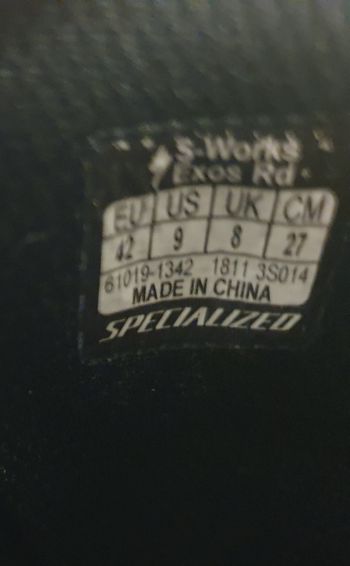 S-Works
Exos Rd
EU US UK CM
42 9 8 27
61019-1342 1811 3S014
MADE IN CHINA
SPECIALIZED